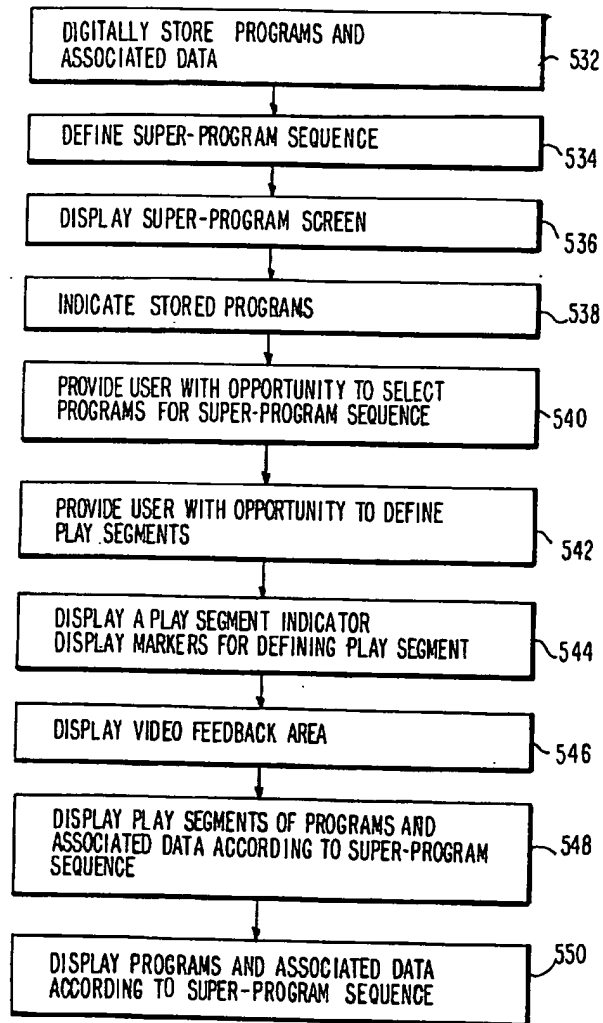 DIGITALLY STORE PROGRAMS AND
ASSOCIATED DATA
532
DEFINE SUPER-PROGRAM SEQUENCE
534
DISPLAY SUPER-PROGRAM SCREEN
536
INDICATE STORED PROGRAMS
538
PROVIDE USER WITH OPPORTUNITY TO SELECT
PROGRAMS FOR SUPER-PROGRAM SEQUENCE
540
PROVIDE USER WITH OPPORTUNITY TO DEFINE
PLAY SEGMENTS
542
DISPLAY A PLAY SEGMENT INDICATOR
DISPLAY MARKERS FOR DEFINING PLAY SEGMENT
544
DISPLAY VIDEO FEEDBACK AREA
546
DISPLAY PLAY SEGMENTS OF PROGRAMS AND
ASSOCIATED DATA ACCORDING TO SUPER-PROGRAM
SEQUENCE
548
DISPLAY PROGRAMS AND ASSOCIATED DATA
ACCORDING TO SUPER-PROGRAM SEQUENCE
550